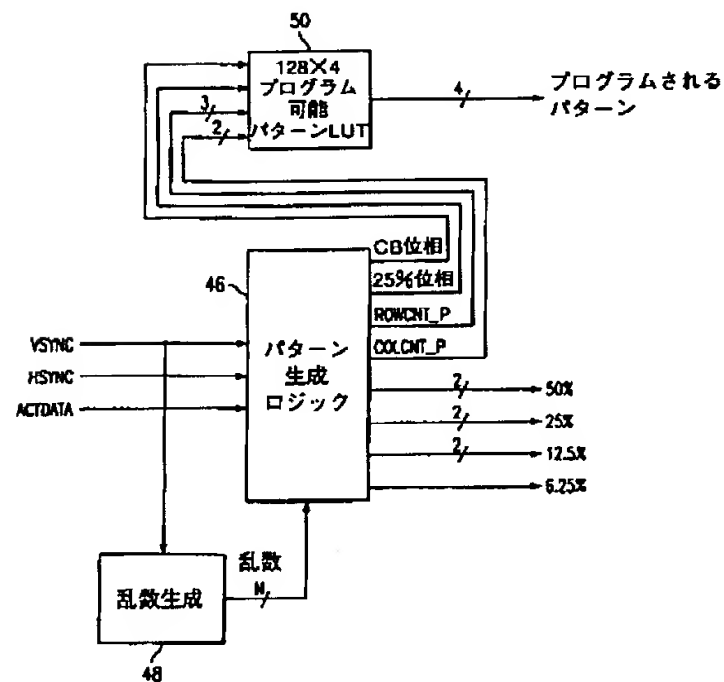 50
128×4
プログラム
可能
パターンLUT
3
2
4
プログラムされる
パターン
CB位相
25%位相
ROWCNT_P
COLCNT_P
46
パターン
生成
ロジック
VSYNC
HSYNC
ACTDATA
2
50%
2
25%
2
12.5%
6.25%
乱数
N
乱数生成
48